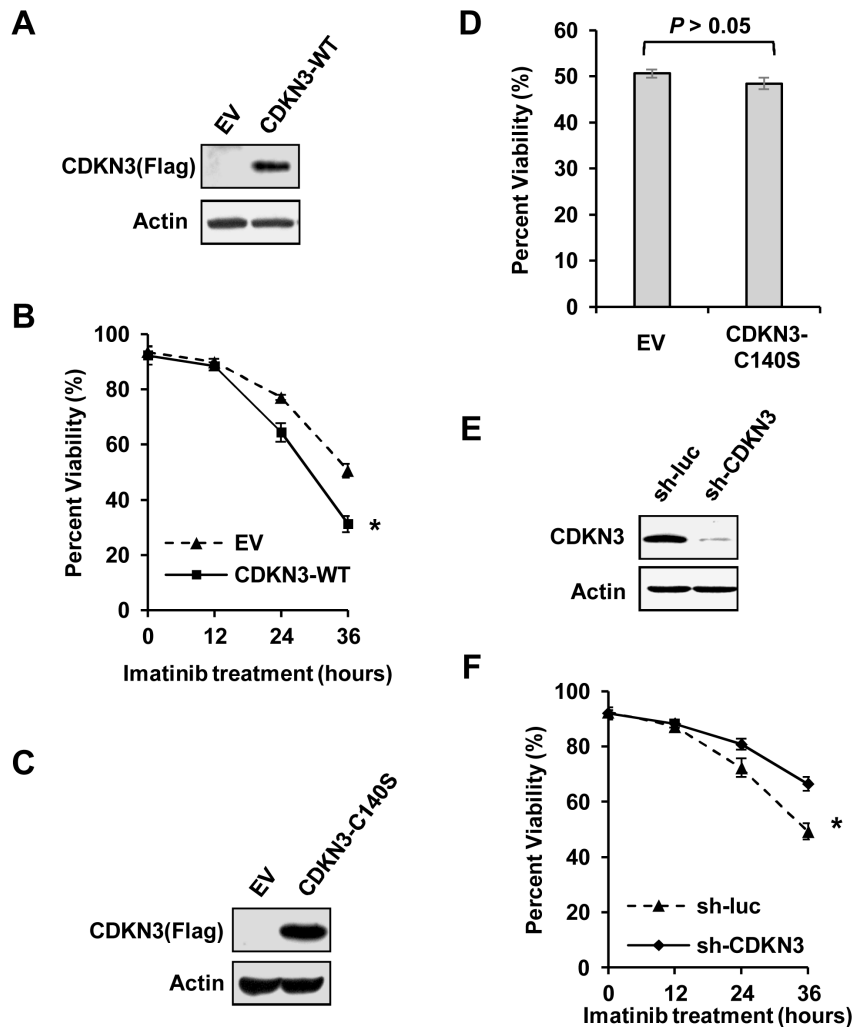 A
EV
CDKN3-WT
CDKN3(Flag)
Actin
B
Percent Viability (%)
100
80
60
40
20
0
EV
CDKN3-WT
*
0 12 24 36
Imatinib treatment (hours)
C
EV
CDKN3-C140S
CDKN3(Flag)
Actin
D
P > 0.05
Percent Viability (%)
60
50
40
30
20
10
0
EV
CDKN3-
C140S
E
sh-luc
sh-CDKN3
CDKN3
Actin
F
Percent Viability (%)
100
80
60
40
20
0
*
sh-luc
sh-CDKN3
0 12 24 36
Imatinib treatment (hours)